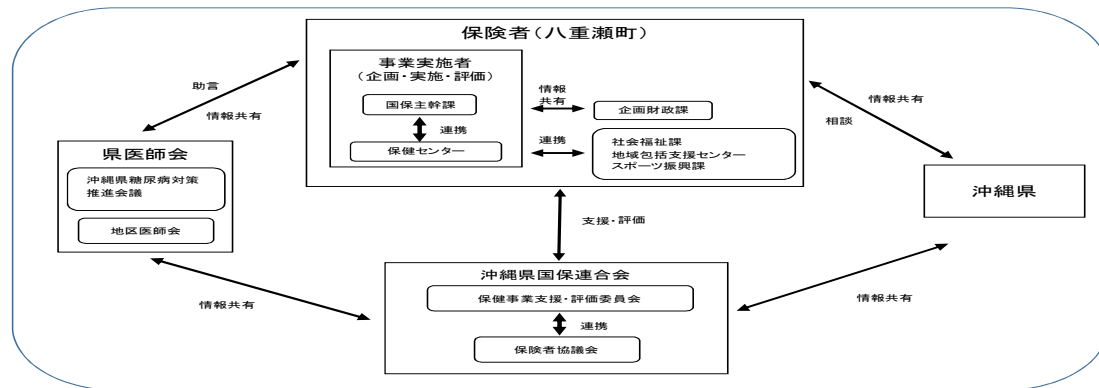 保険者(八重瀬町)
事業実施者
(企画・実施・評価)
国保主幹課
連携
保健センター
情報
共有
企画財政課
連携
社会福祉課
地域包括支援センター
スポーツ振興課
助言
情報共有
情報共有
相談
県医師会
沖縄県糖尿病対策
推進会議
地区医師会
沖縄県
支援・評価
沖縄県国保連合会
保健事業支援・評価委員会
連携
保険者協議会
情報共有
情報共有